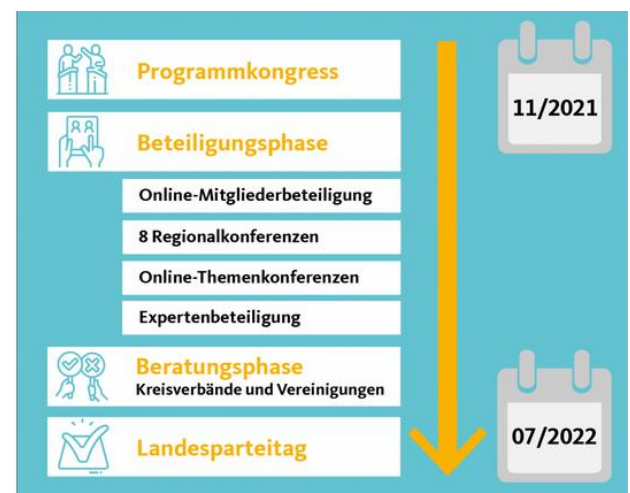 Programmkongress
11/2021
Beteiligungsphase
Online-Mitgliederbeteiligung
8 Regionalkonferenzen
Online-Themenkonferenzen
Expertenbeteiligung
Beratungsphase
Kreisverbände und Vereinigungen
Landesparteitag
07/2022